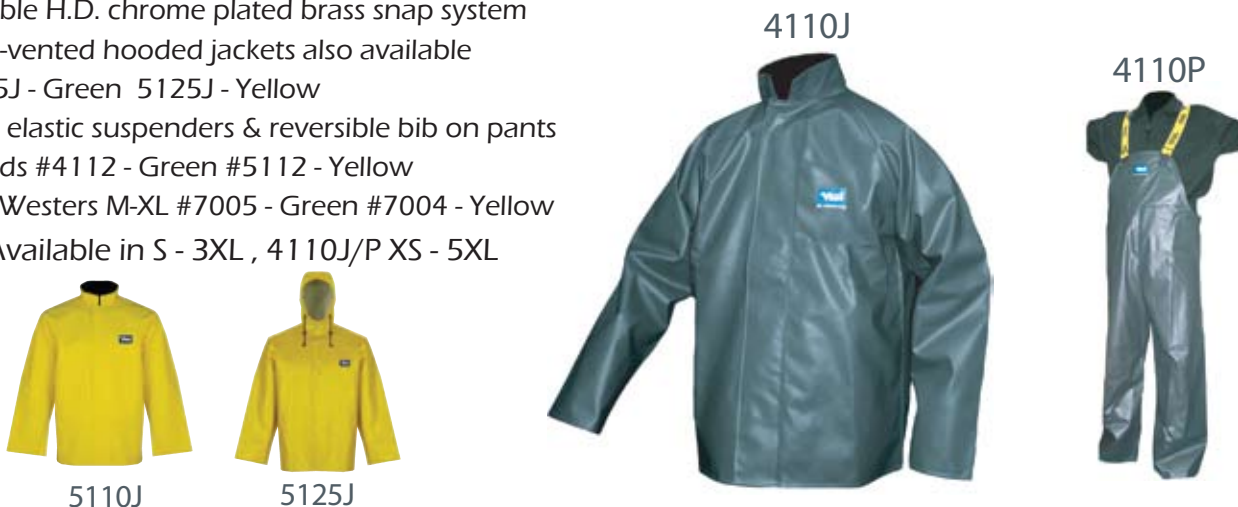 ble H.D. chrome plated brass snap system
-vented hooded jackets also available
5J - Green 5125J - Yellow
elastic suspenders & reversible bib on pants
ds #4112 - Green #5112 - Yellow
Westers M-XL #7005 - Green #7004 - Yellow
Available in S - 3XL , 4110J/P XS - 5XL
4110J
4110P
5110J
5125J